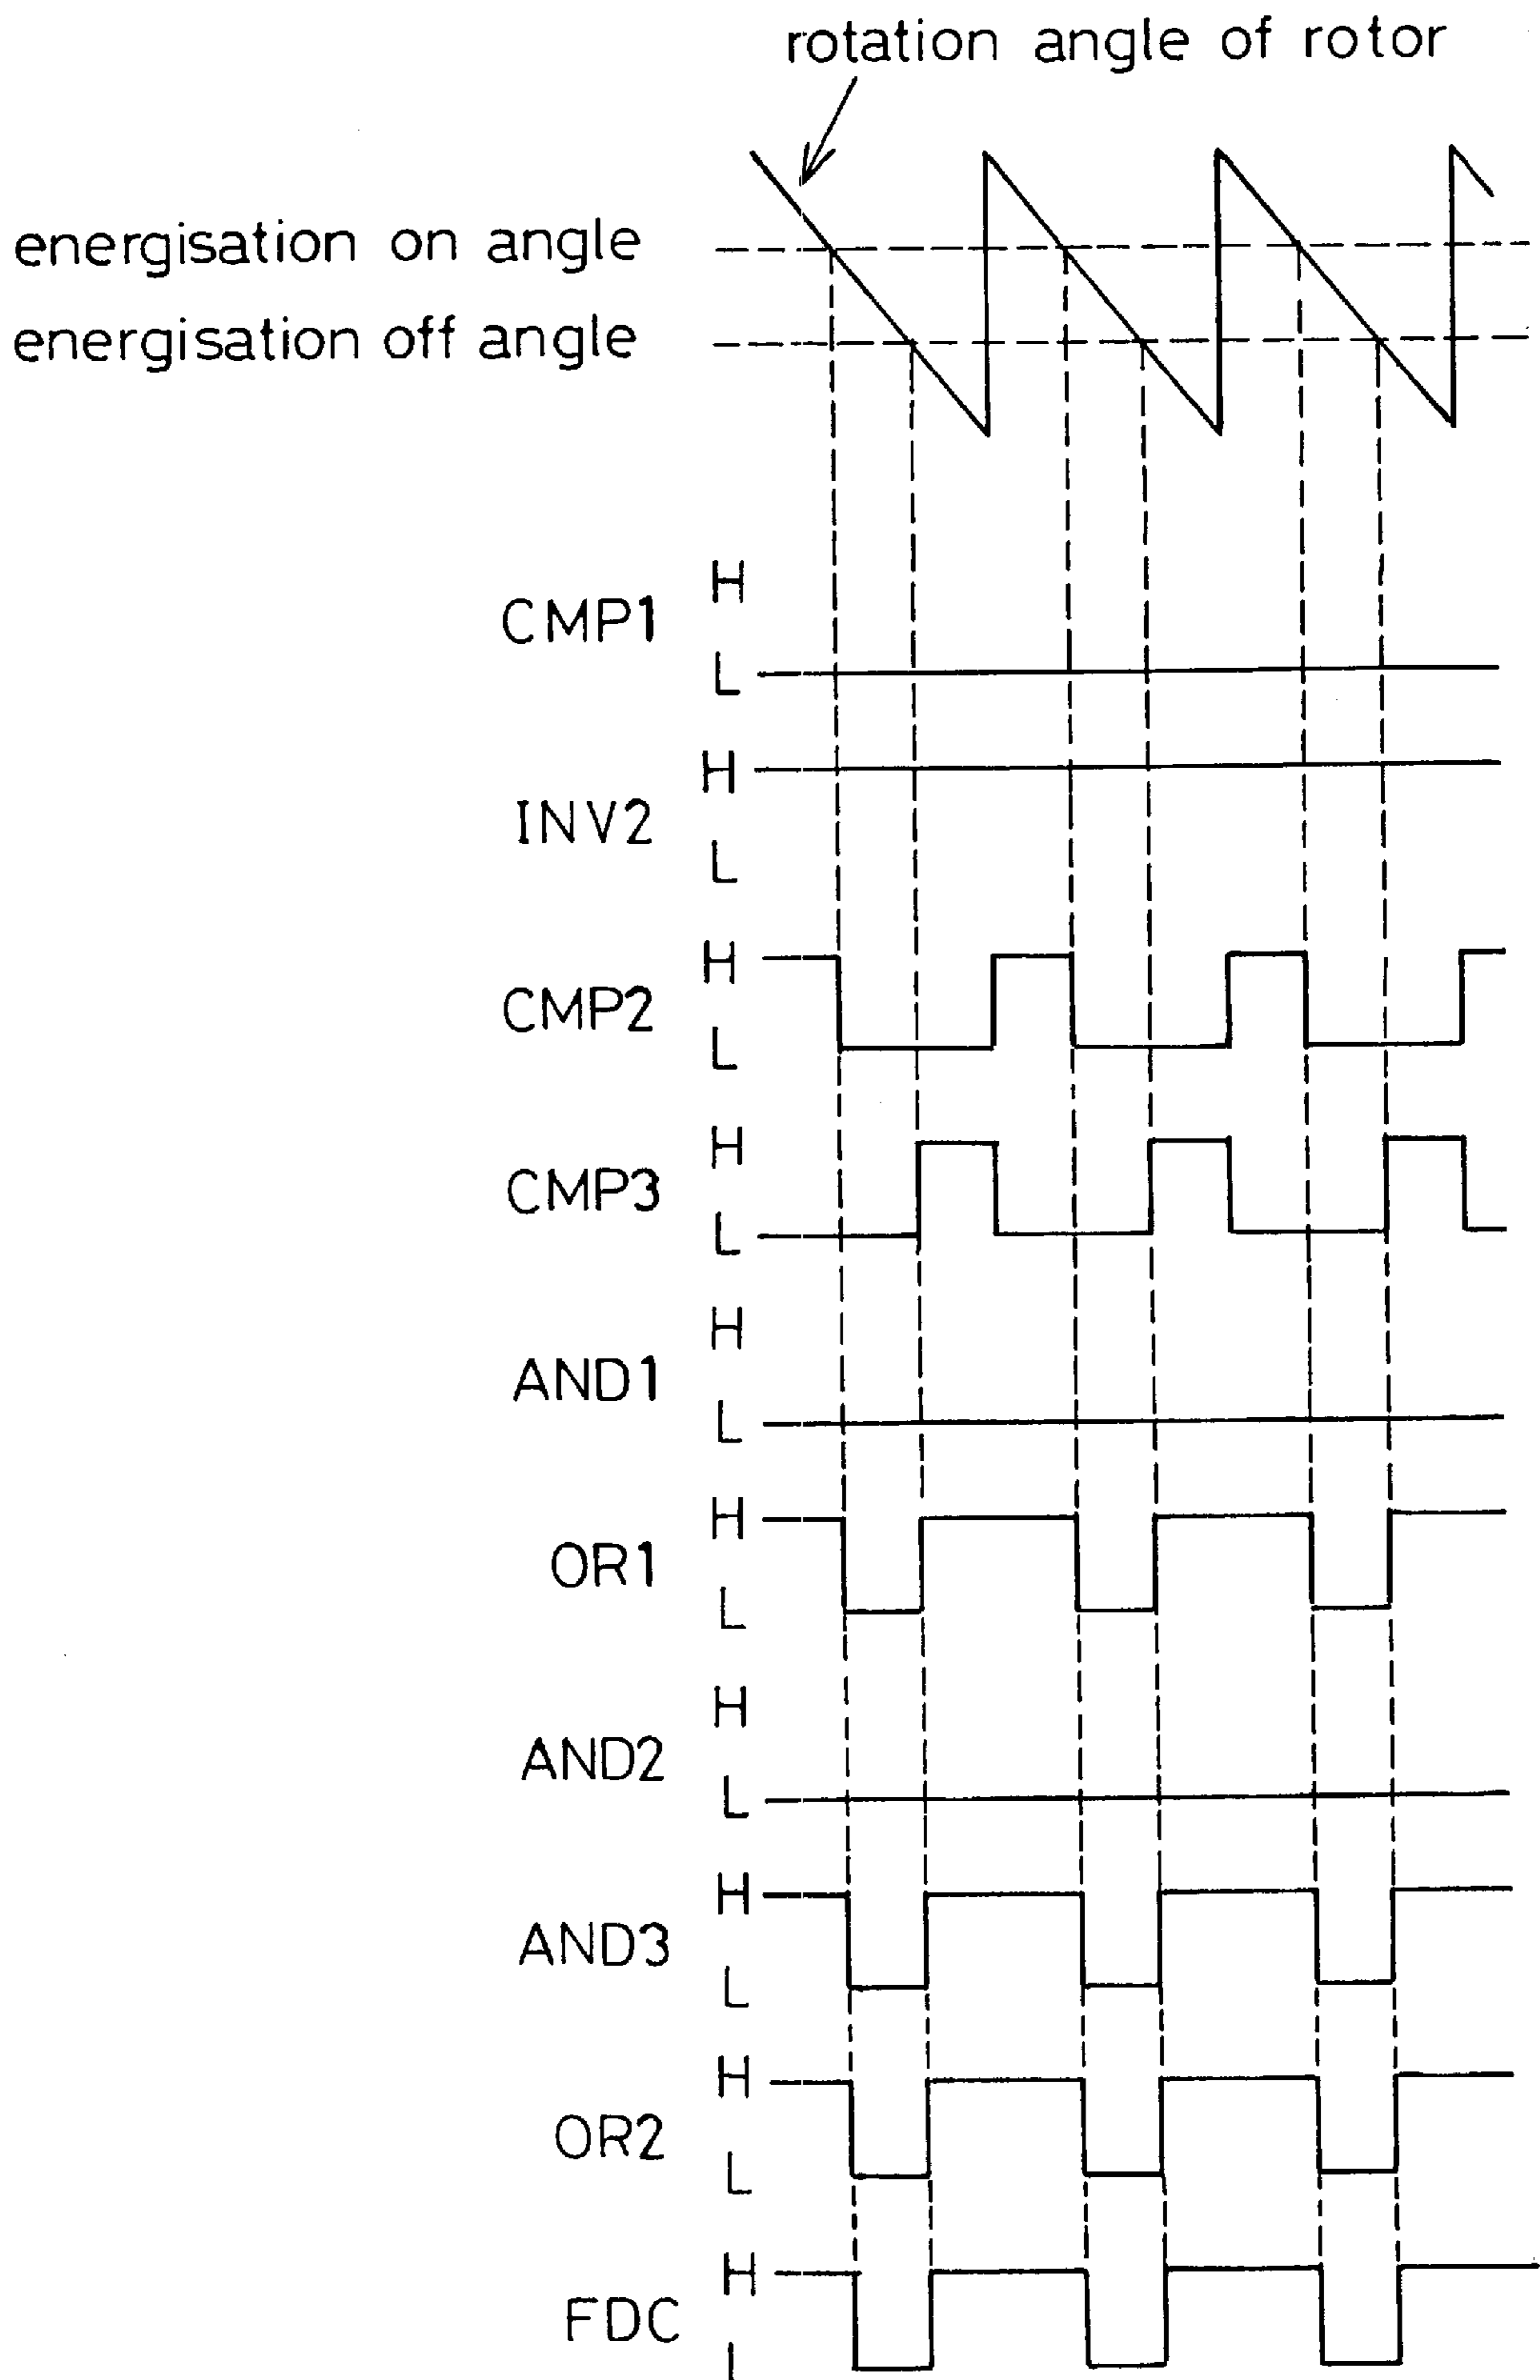 rotation angle of rotor
energisation on angle
energisation off angle
H
CMP1
L
H
INV2
L
H
CMP2
L
H
CMP3
L
H
AND1
L
H
OR1
L
H
AND2
L
H
AND3
L
H
OR2
L
H
FDC
L